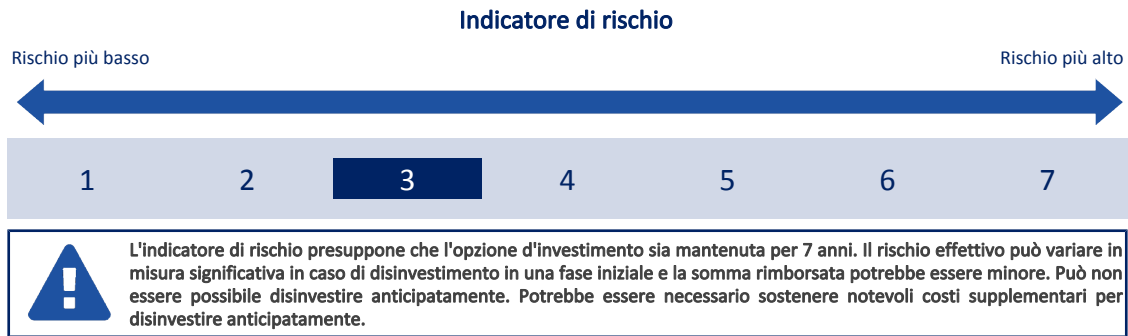 Indicatore di rischio
Rischio più basso
Rischio più alto
1 2 3 4 5 6 7
L'indicatore di rischio presuppone che l'opzione d'investimento sia mantenuta per 7 anni. Il rischio effettivo può variare in
misura significativa in caso di disinvestimento in una fase iniziale e la somma rimborsata potrebbe essere minore. Può non
essere possibile disinvestire anticipatamente. Potrebbe essere necessario sostenere notevoli costi supplementari per
disinvestire anticipatamente.